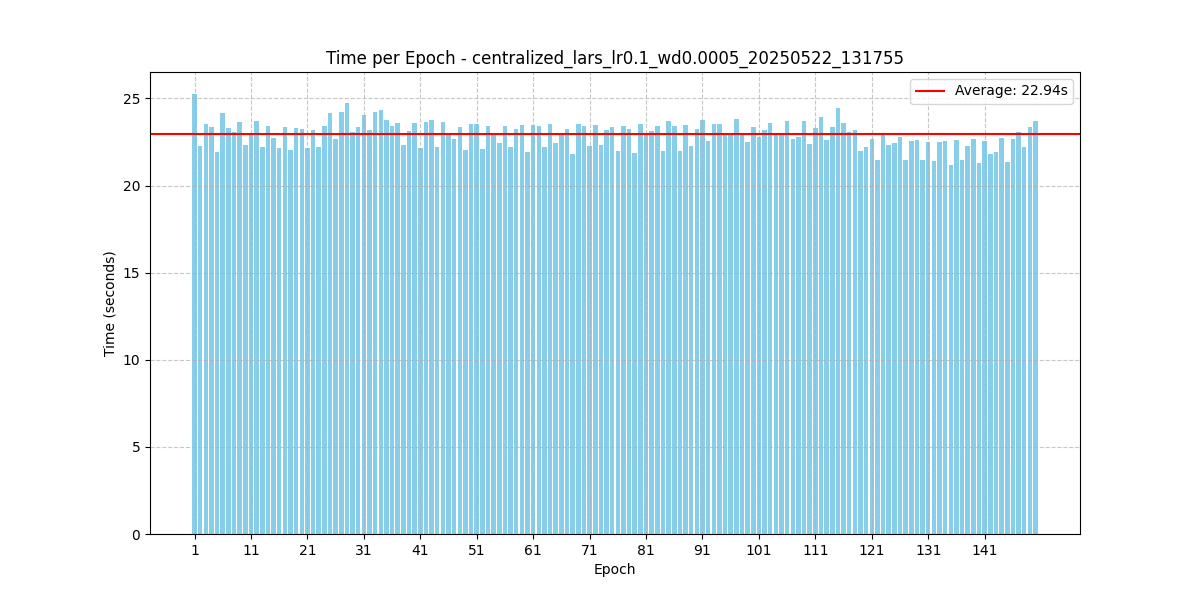 Time per Epoch - centralized_lars_lr0.1_wd0.0005_20250522_131755
Average: 22.94s
25
20
15
10
5
0
Time (seconds)
1 11 21 31 41 51 61 71 81 91 101 111 121 131 141
Epoch